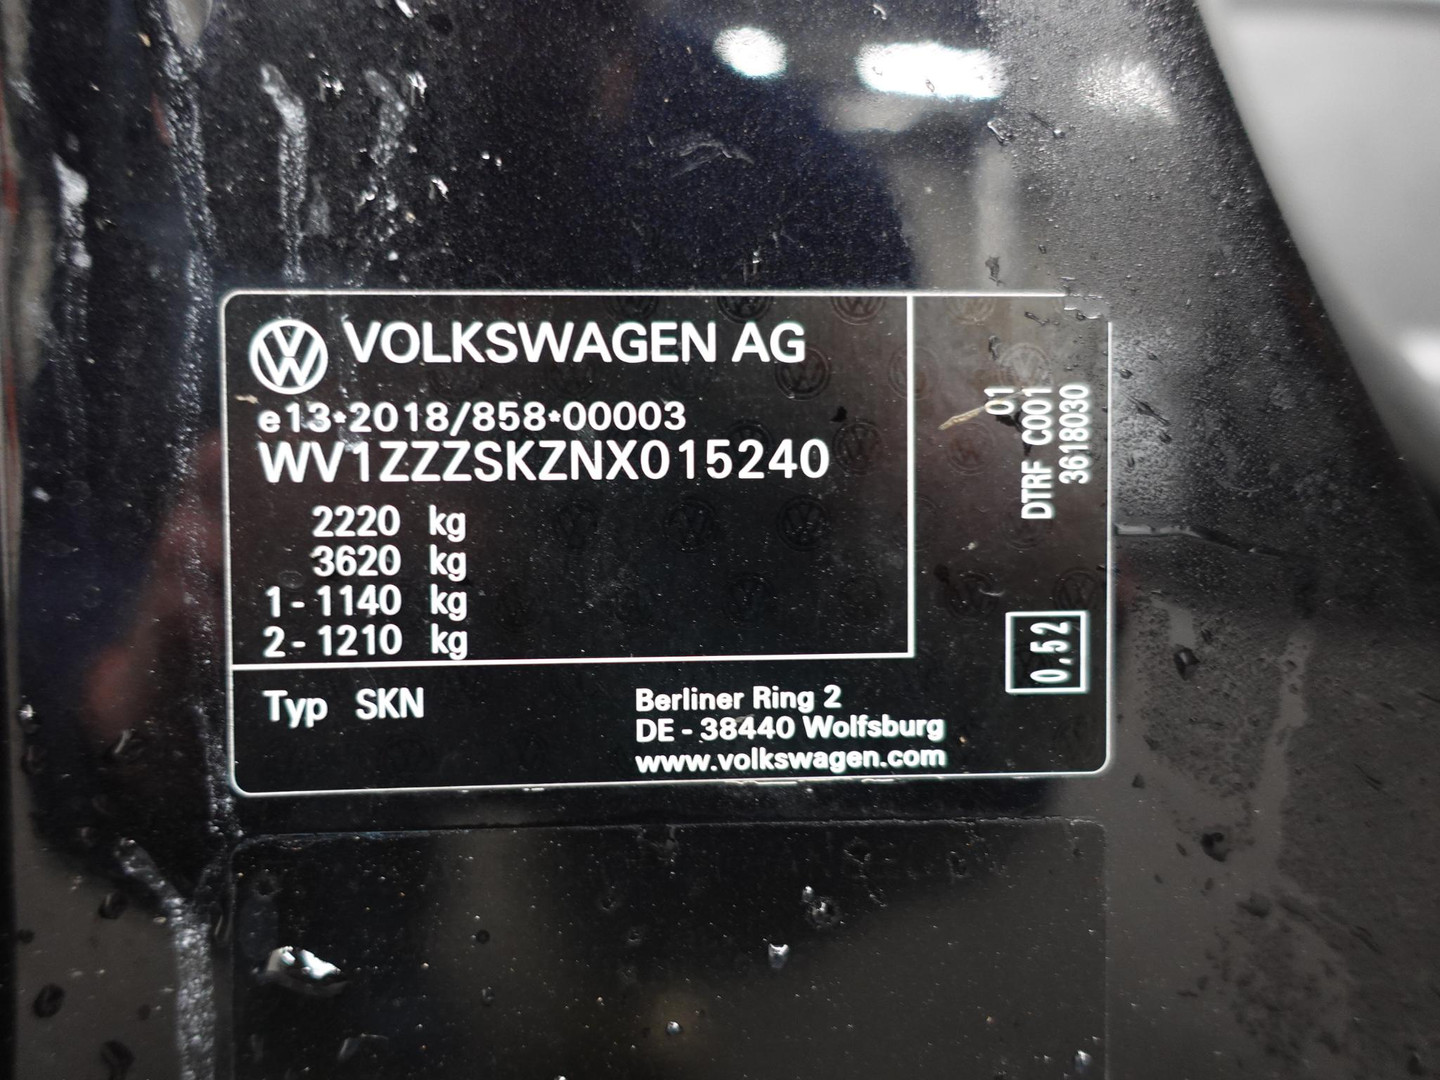 VOLKSWAGEN AG
e13*2018/858*00003
WV1ZZZSKZNX015240
2220 kg
3620 kg
1 - 1140 kg
2 - 1210 kg
Typ SKN
Berliner Ring 2
DE - 38440 Wolfsburg
www.volkswagen.com
01
DTRF C001
3618030
0.52